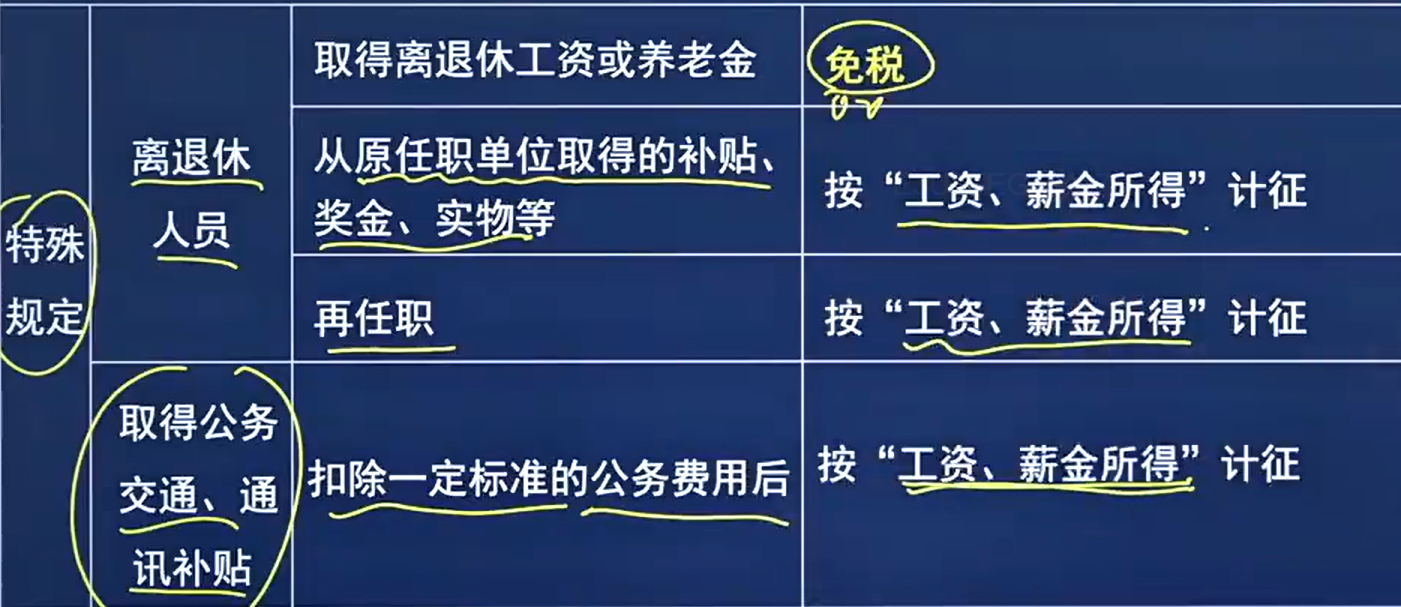 特殊
规定
离退休
人员
取得离退休工资或养老金
免税
从原任职单位取得的补贴、
奖金、实物等
按“工资、薪金所得”计征
再任职
按“工资、薪金所得”计征
取得公务
交通、通
讯补贴
扣除一定标准的公务费用后
按“工资、薪金所得”计征